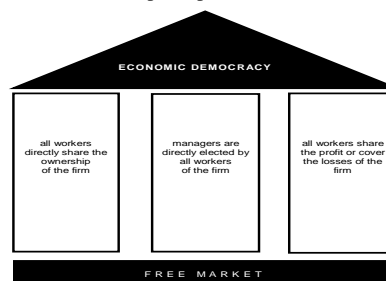 ECONOMIC DEMOCRACY
all workers
directly share the
ownership
of the firm
managers are
directly elected by
all workers
of the firm
all workers share
the profit or cover
the losses of the
firm
FREE MARKET